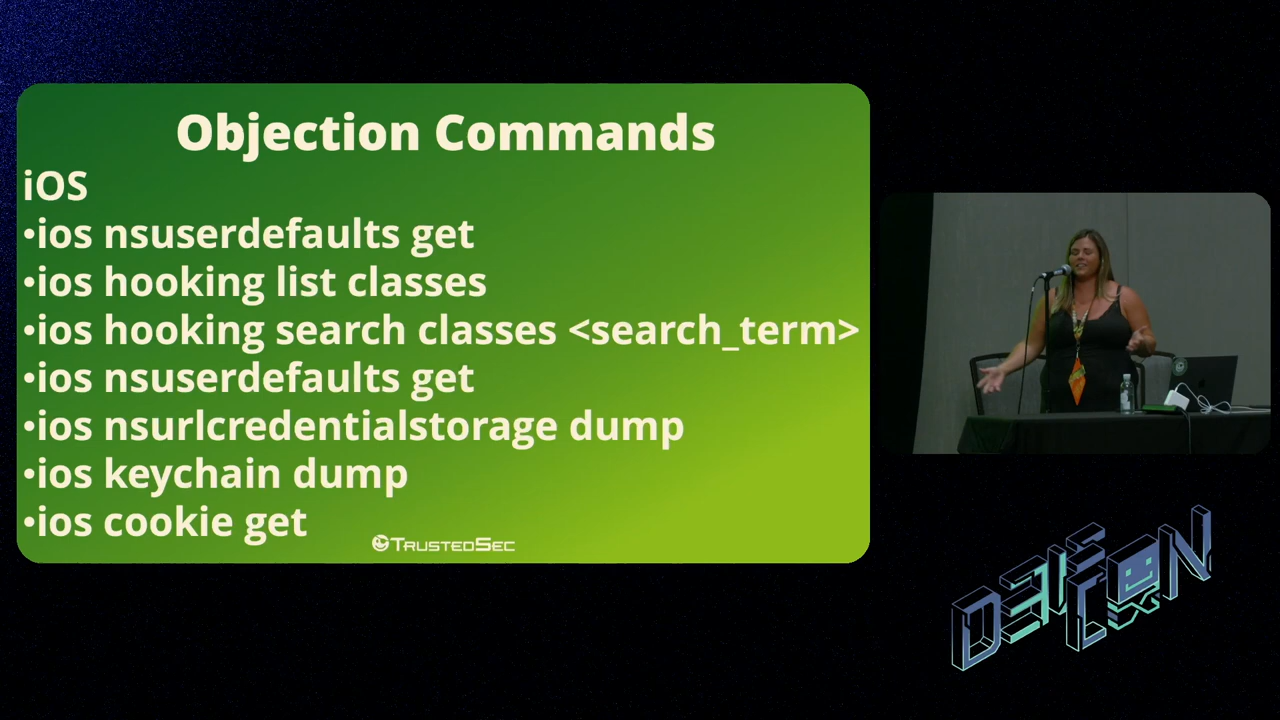 Objection Commands
iOS
•ios nsuserdefaults get
•ios hooking list classes
•ios hooking search classes <search_term>
•ios nsuserdefaults get
•ios nsurlcredentialstorage dump
•ios keychain dump
•ios cookie get
TRUSTEDSEC
DEF CON